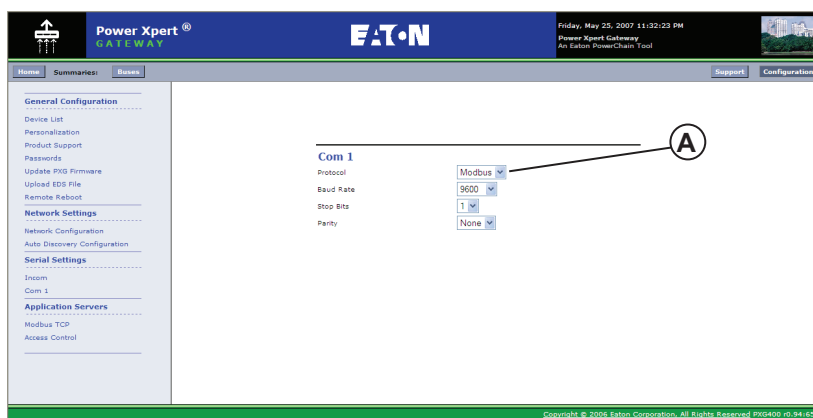 Power Xpert ®
GATEWAY
EATON
Friday, May 25, 2007 11:32:23 PM
Power Xpert Gateway
An Eaton PowerChain Tool
Home Summaries: Buses
Support Configuration
General Configuration
Device List
Personalization
Product Support
Passwords
Update PXG Firmware
Upload EDS File
Remote Reboot
Network Settings
Network Configuration
Auto Discovery Configuration
Serial Settings
Incom
Com 1
Application Servers
Modbus TCP
Access Control
A
Com 1
Protocol Modbus
Baud Rate 9600
Stop Bits 1
Parity None
Copyright © 2006 Eaton Corporation, All Rights Reserved PXG400 r0.94:65